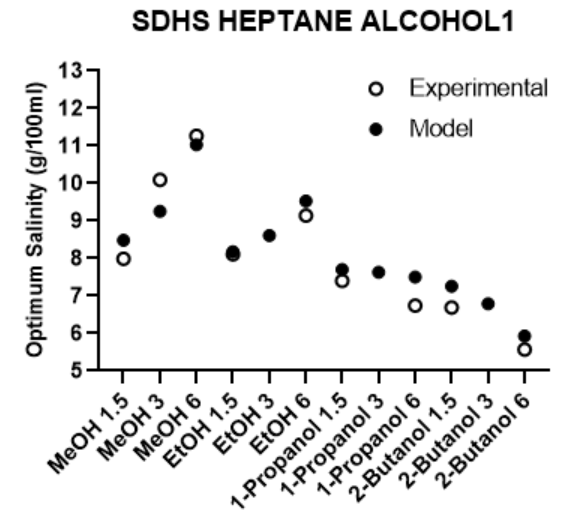 SDHS HEPTANE ALCOHOL1
Optimum Salinity (g/100ml)
13
12
11
10
9
8
7
6
5
Experimental
Model
MeOH 1.5
MeOH 3
MeOH 6
EtOH 1.5
EtOH 3
EtOH 6
1-Propanol 1.5
1-Propanol 3
1-Propanol 6
2-Butanol 1.5
2-Butanol 3
2-Butanol 6